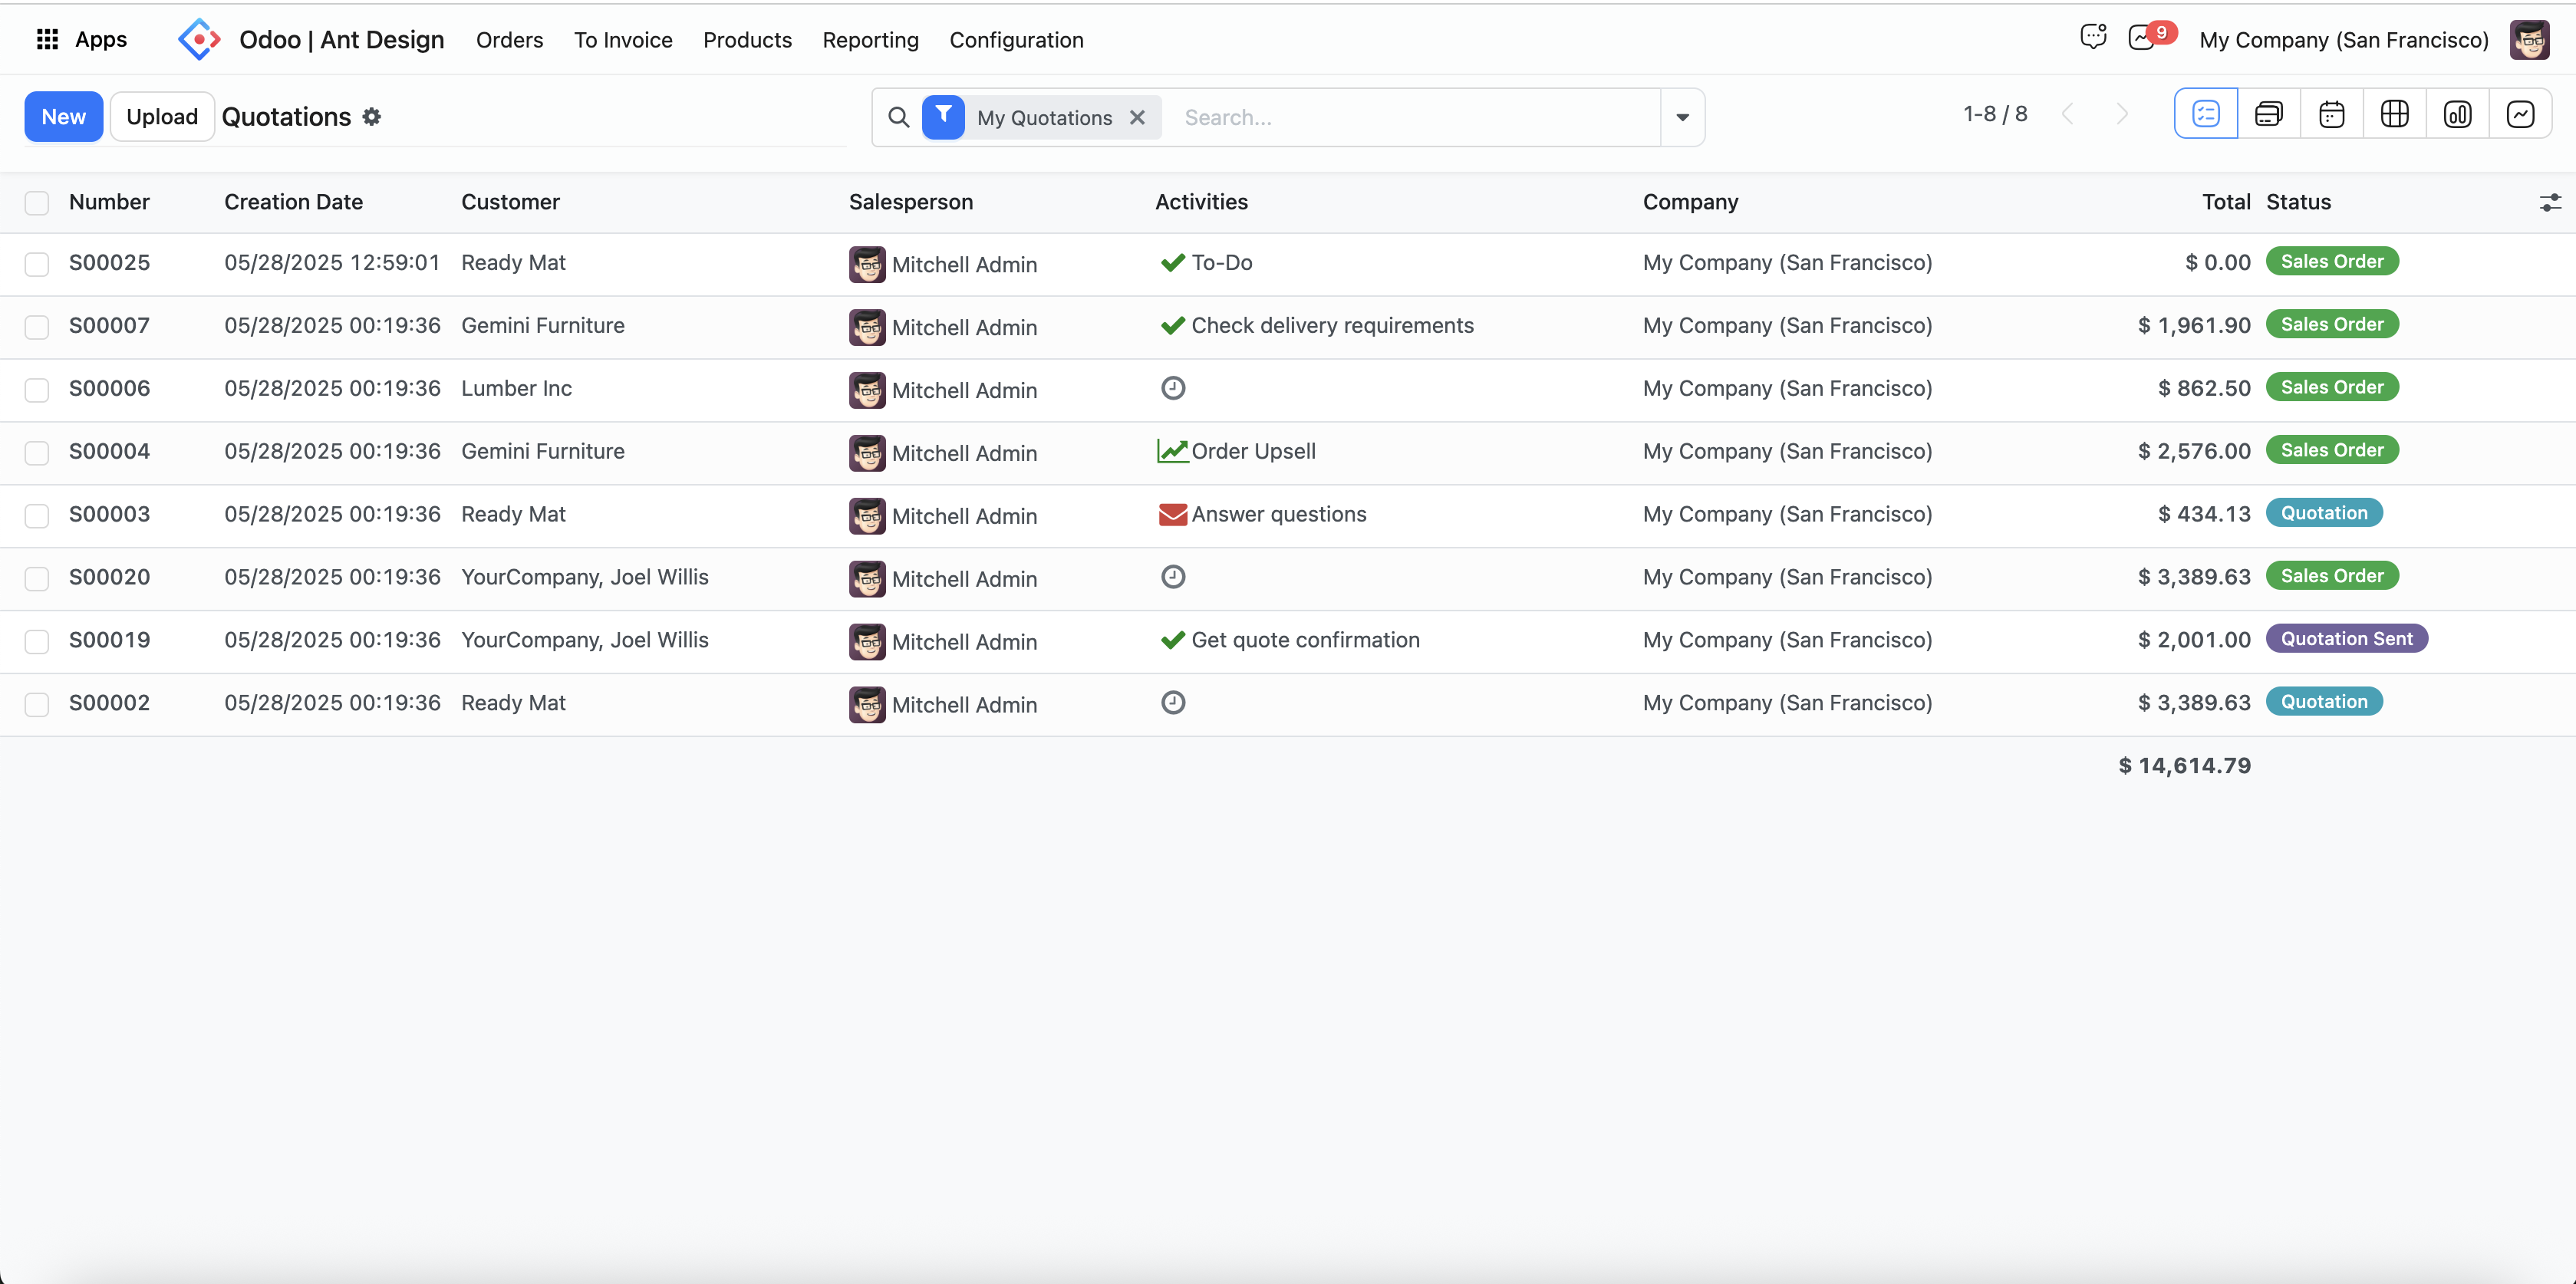 Apps Odoo | Ant Design Orders To Invoice Products Reporting Configuration 9 My Company (San Francisco)
New Upload Quotations My Quotations Search... 1-8 / 8
Number Creation Date Customer Salesperson Activities Company Total Status
S00025 05/28/2025 12:59:01 Ready Mat Mitchell Admin To-Do My Company (San Francisco) $ 0.00 Sales Order
S00007 05/28/2025 00:19:36 Gemini Furniture Mitchell Admin Check delivery requirements My Company (San Francisco) $ 1,961.90 Sales Order
S00006 05/28/2025 00:19:36 Lumber Inc Mitchell Admin My Company (San Francisco) $ 862.50 Sales Order
S00004 05/28/2025 00:19:36 Gemini Furniture Mitchell Admin Order Upsell My Company (San Francisco) $ 2,576.00 Sales Order
S00003 05/28/2025 00:19:36 Ready Mat Mitchell Admin Answer questions My Company (San Francisco) $ 434.13 Quotation
S00020 05/28/2025 00:19:36 YourCompany, Joel Willis Mitchell Admin My Company (San Francisco) $ 3,389.63 Sales Order
S00019 05/28/2025 00:19:36 YourCompany, Joel Willis Mitchell Admin Get quote confirmation My Company (San Francisco) $ 2,001.00 Quotation Sent
S00002 05/28/2025 00:19:36 Ready Mat Mitchell Admin My Company (San Francisco) $ 3,389.63 Quotation
$ 14,614.79